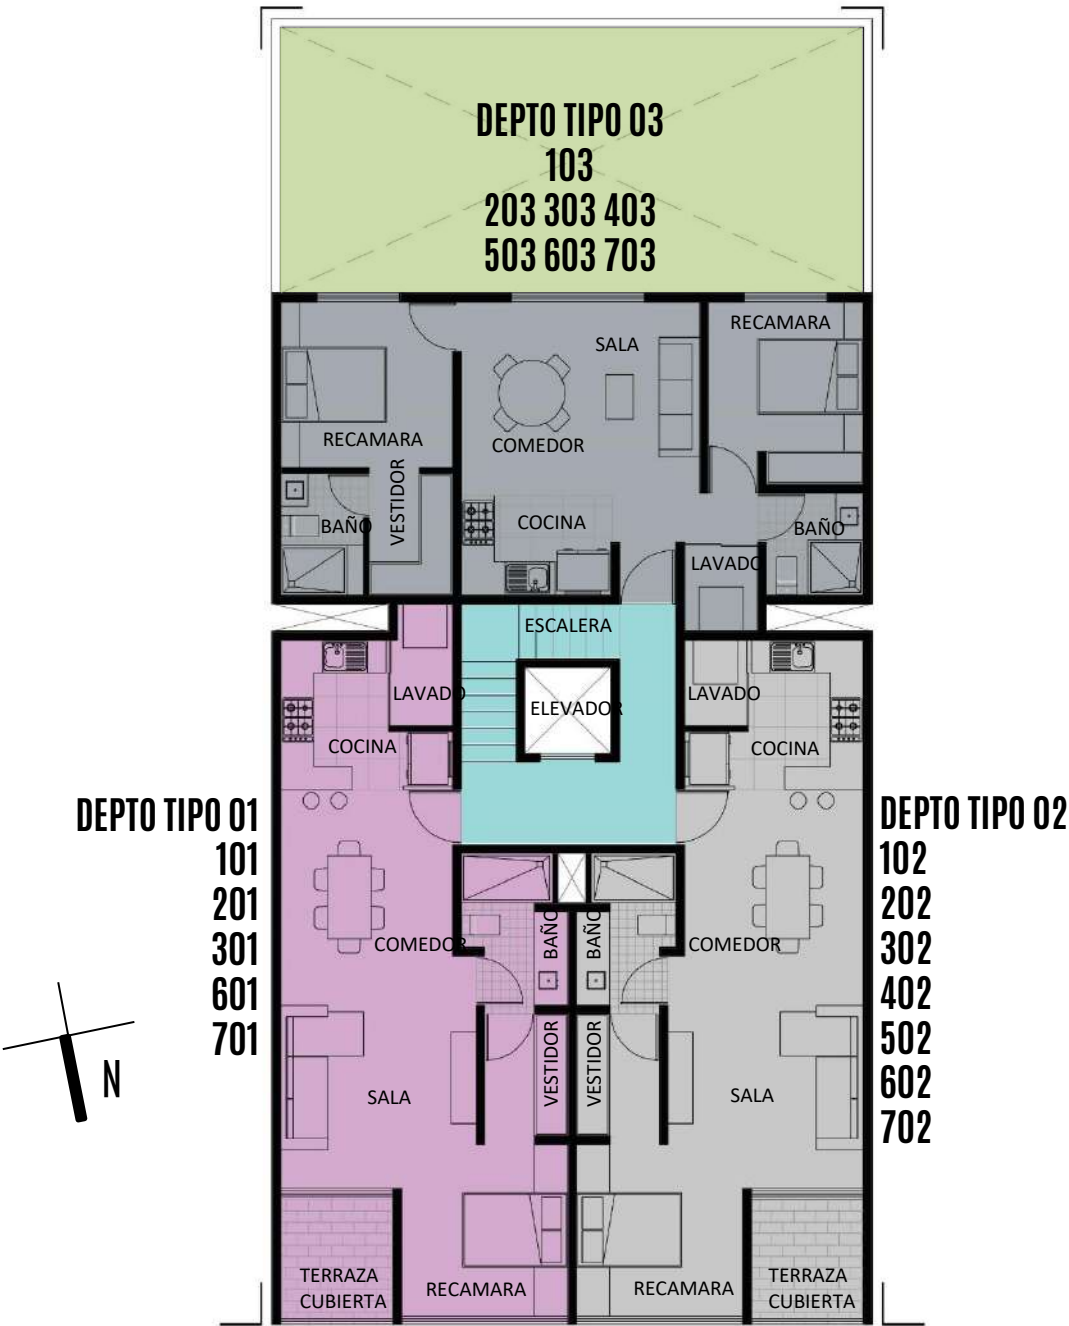 DEPTO TIPO 03
103
203 303 403
503 603 703
RECAMARA
SALA
RECAMARA
COMEDOR
VESTIDOR
BAÑO
COCINA
BAÑO
LAVADO
ESCALERA
LAVADO
ELEVADOR
LAVADO
COCINA
COCINA
DEPTO TIPO 01
101
201
301
601
701
DEPTO TIPO 02
102
202
302
402
502
602
702
COMEDOR
BAÑO
BAÑO
COMEDOR
VESTIDOR
VESTIDOR
SALA
SALA
N
TERRAZA
CUBIERTA
RECAMARA
RECAMARA
TERRAZA
CUBIERTA